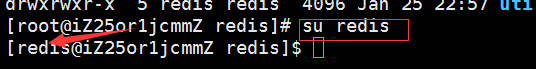 drwxrwxr-x  5 redis redis  4096 Jan 25 22:57 uti
[root@iZ25or1jcmmZ redis]# su redis
[redis@iZ25or1jcmmZ redis]$